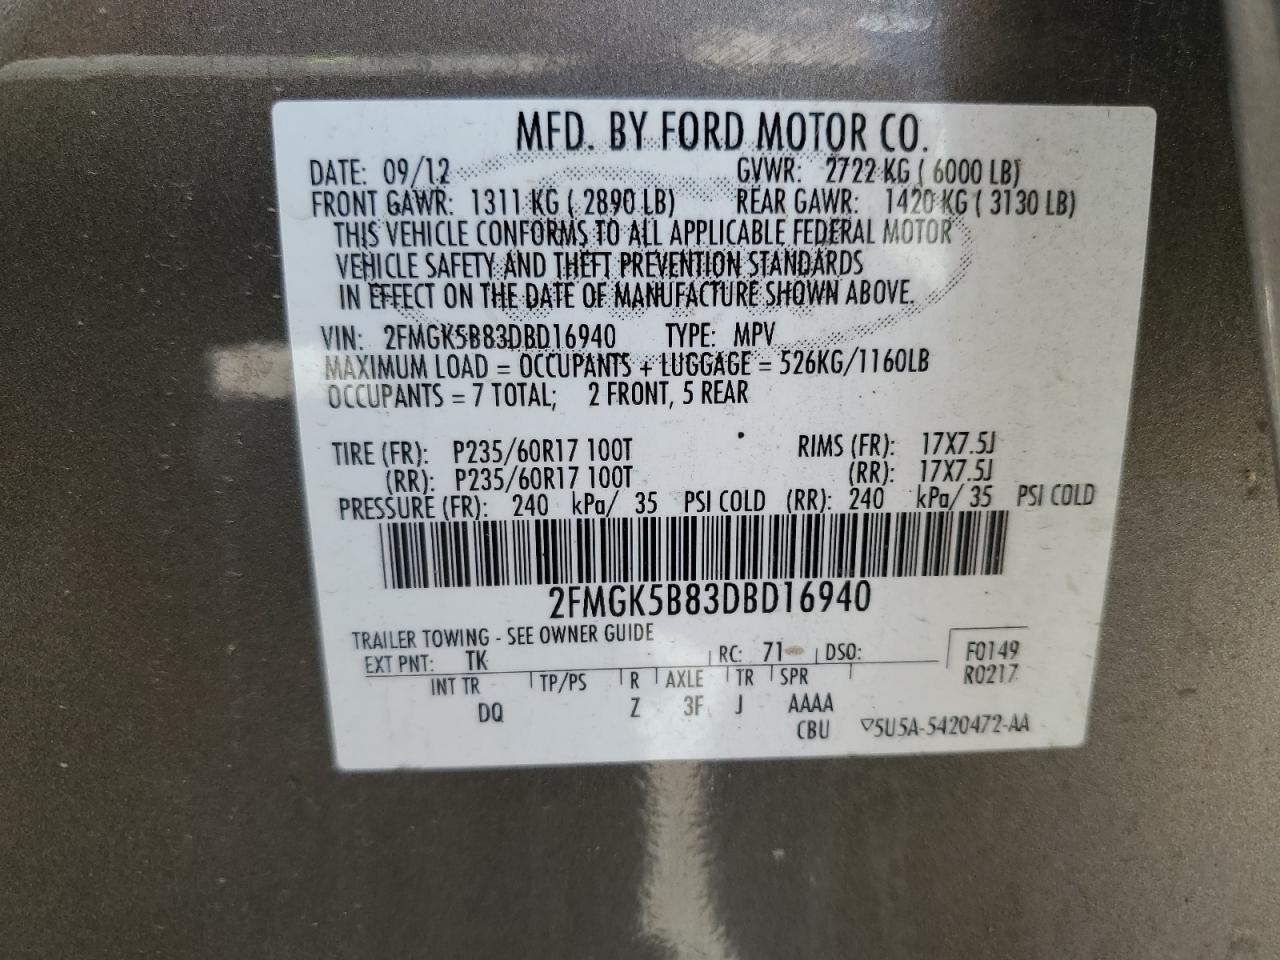 MFD. BY FORD MOTOR CO.
DATE: 09/12 GVWR: 2722 KG ( 6000 LB)
FRONT GAWR: 1311 KG ( 2890 LB) REAR GAWR: 1420 KG ( 3130 LB)
THIS VEHICLE CONFORMS TO ALL APPLICABLE FEDERAL MOTOR
VEHICLE SAFETY AND THEFT PREVENTION STANDARDS
IN EFFECT ON THE DATE OF MANUFACTURE SHOWN ABOVE.
VIN: 2FMGK5B83DBD16940 TYPE: MPV
MAXIMUM LOAD = OCCUPANTS + LUGGAGE = 526KG/1160LB
OCCUPANTS = 7 TOTAL; 2 FRONT, 5 REAR
TIRE (FR): P235/60R17 100T RIMS (FR): 17X7.5J
(RR): P235/60R17 100T (RR): 17X7.5J
PRESSURE (FR): 240 kPa/ 35 PSI COLD (RR): 240 kPa/ 35 PSI COLD
2FMGK5B83DBD16940
TRAILER TOWING - SEE OWNER GUIDE
EXT PNT: TK RC: 71 DSO: F0149
R0217
INT TR TP/PS R AXLE TR SPR
DQ Z 3F J AAAA
CBU ▽5U5A-5420472-AA